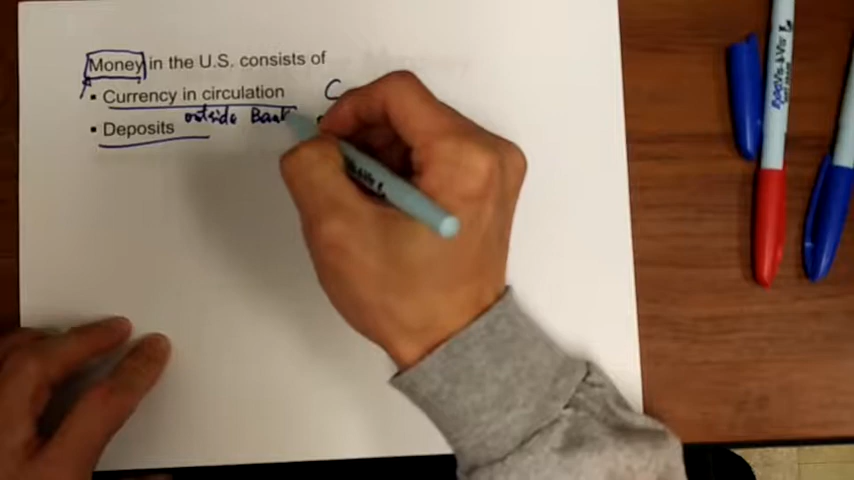 Money in the U.S. consists of
• Currency in circulation C
outside Bank
• Deposits